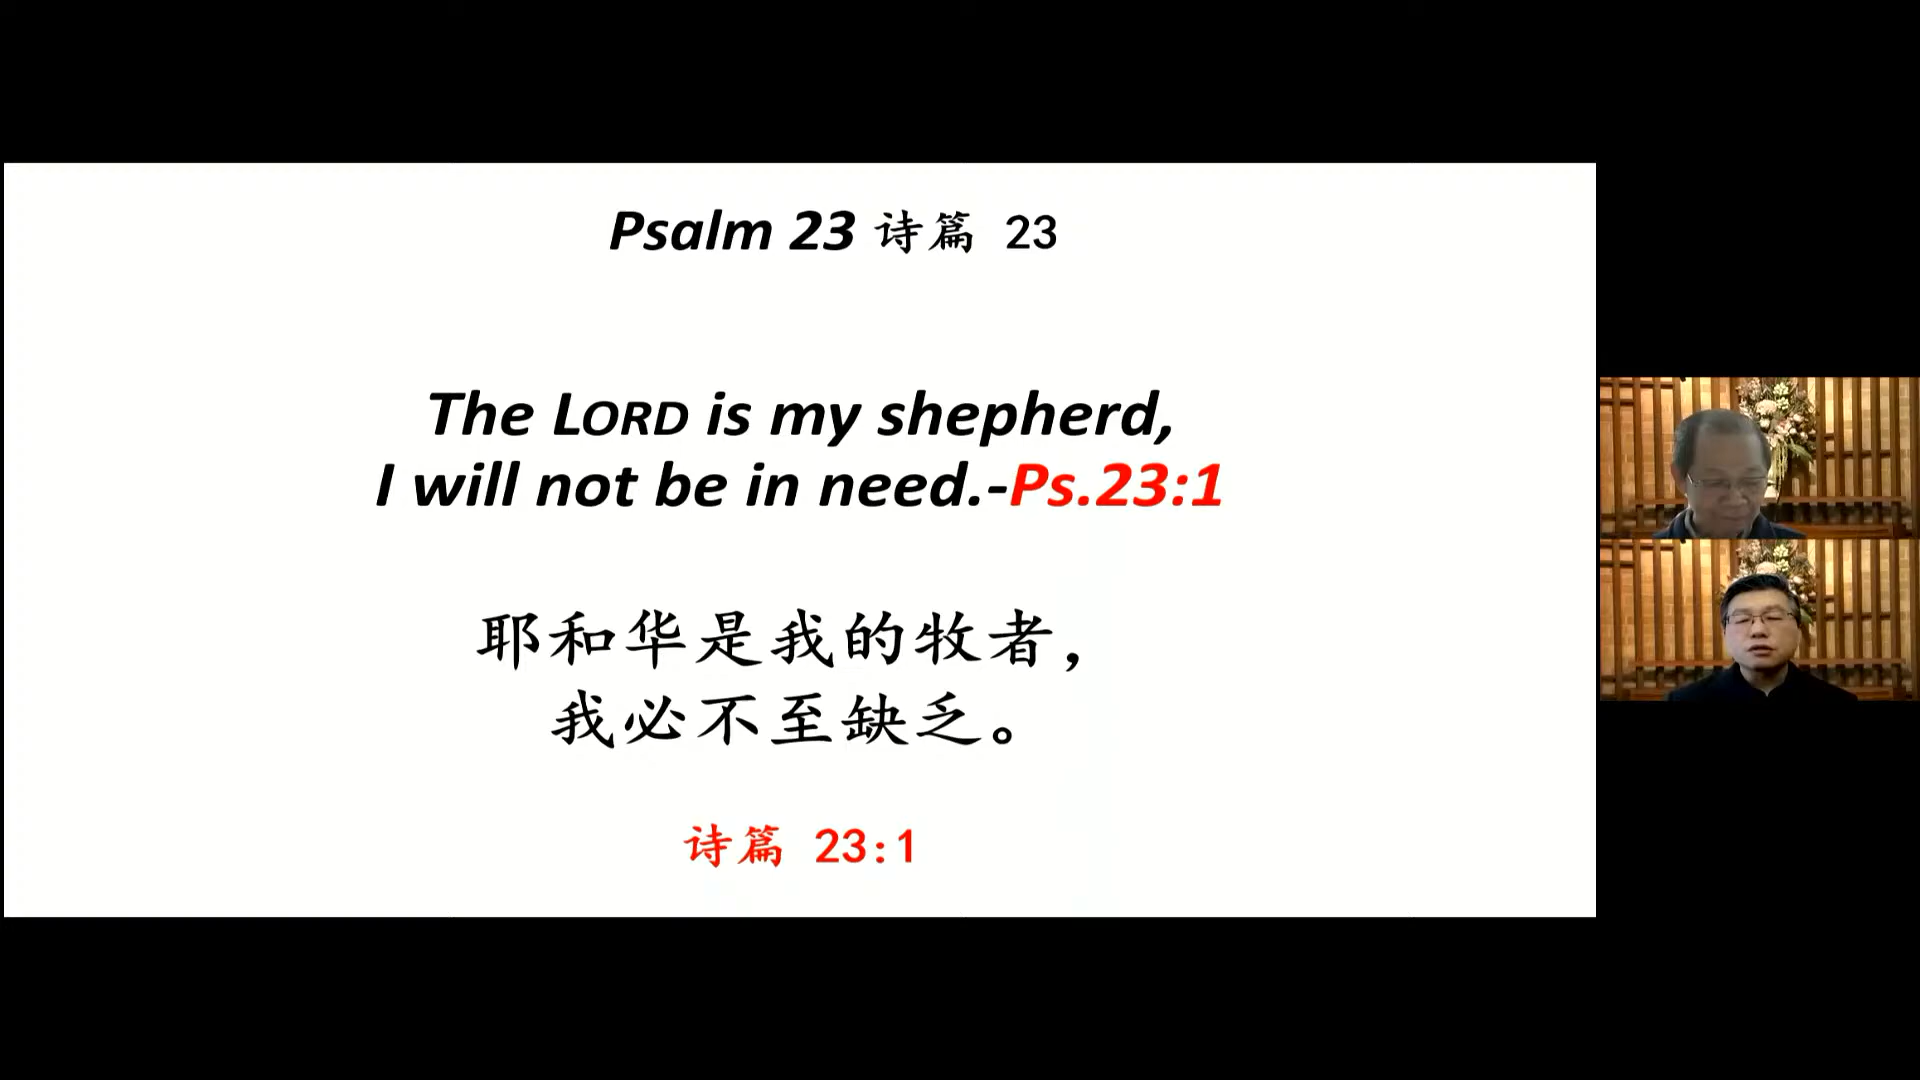 Psalm 23 诗篇 23
The LORD is my shepherd,
I will not be in need.-Ps.23:1
耶和华是我的牧者，
我必不至缺乏。
诗篇 23:1